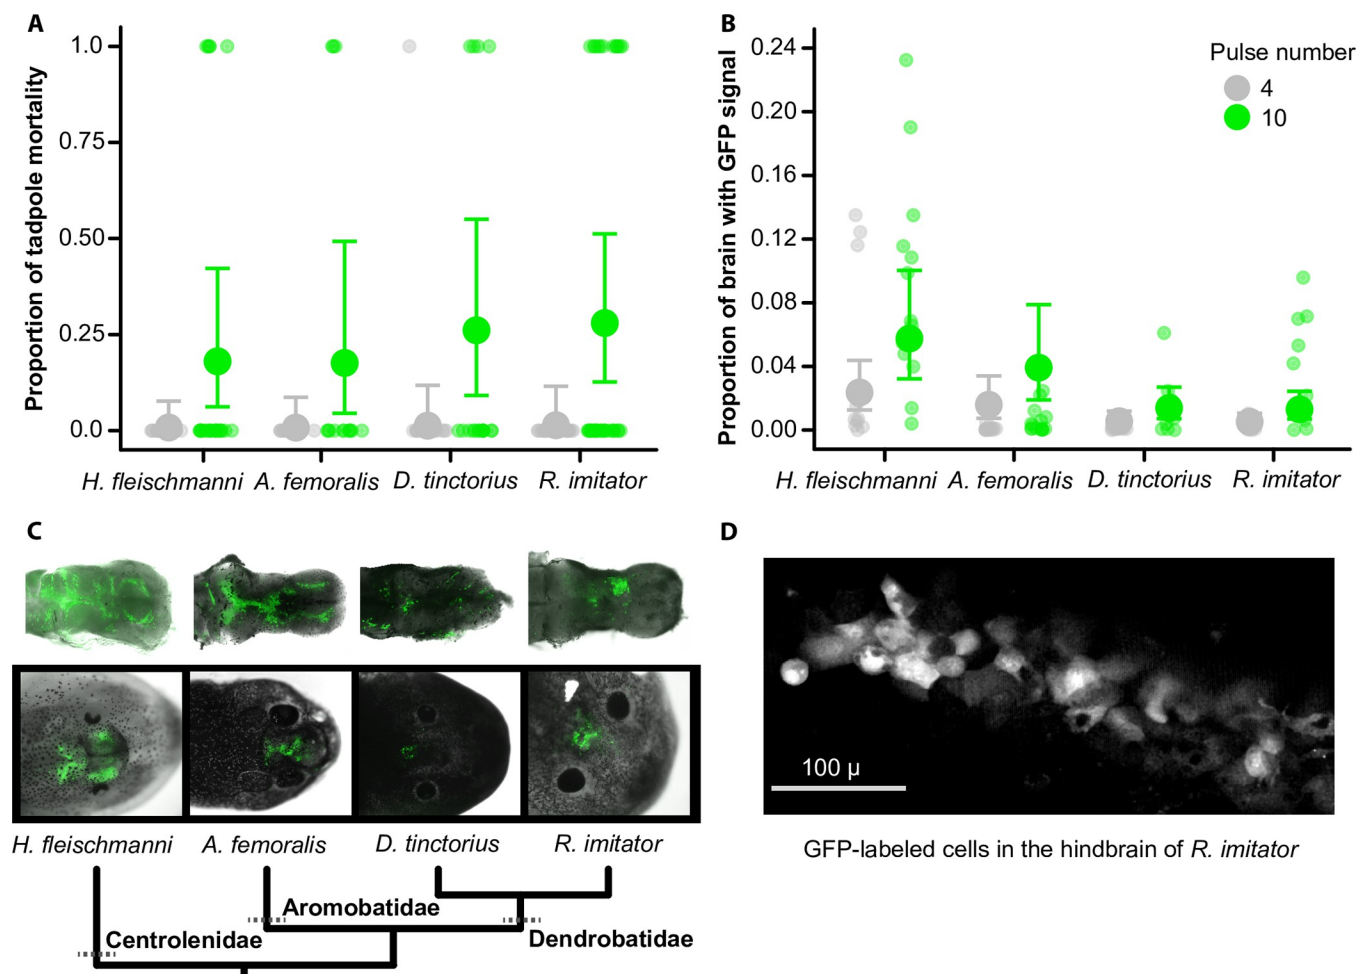 A
Proportion of tadpole mortality
1.0
0.75
0.50
0.25
0.0
H. fleischmanni A. femoralis D. tinctorius R. imitator
B
Proportion of brain with GFP signal
0.24
0.20
0.16
0.12
0.08
0.04
0.00
Pulse number
4
10
H. fleischmanni A. femoralis D. tinctorius R. imitator
C
H. fleischmanni A. femoralis D. tinctorius R. imitator
Aromobatidae
Centrolenidae
Dendrobatidae
D
100 µ
GFP-labeled cells in the hindbrain of R. imitator